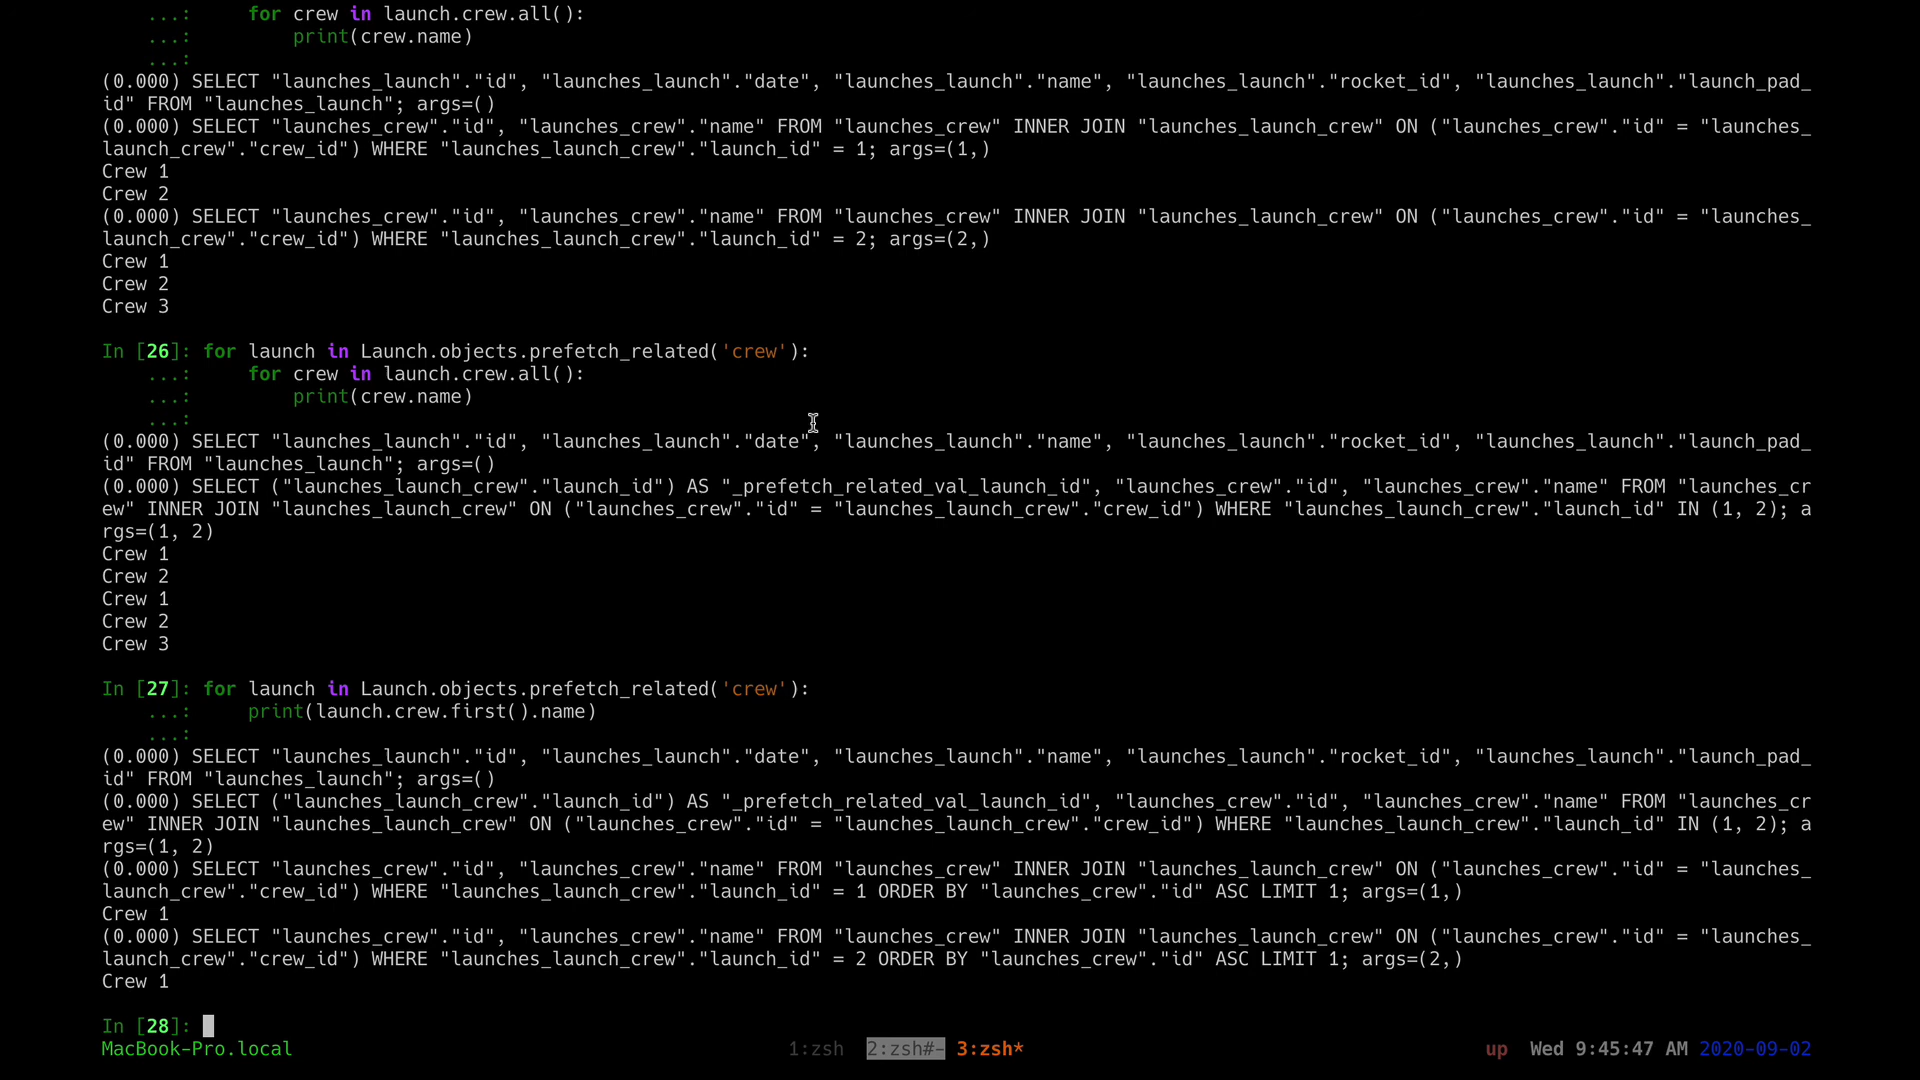 ...:     for crew in launch.crew.all():
...:         print(crew.name)
...:
(0.000) SELECT "launches_launch"."id", "launches_launch"."date", "launches_launch"."name", "launches_launch"."rocket_id", "launches_launch"."launch_pad_
id" FROM "launches_launch"; args=()
(0.000) SELECT "launches_crew"."id", "launches_crew"."name" FROM "launches_crew" INNER JOIN "launches_launch_crew" ON ("launches_crew"."id" = "launches_
launch_crew"."crew_id") WHERE "launches_launch_crew"."launch_id" = 1; args=(1,)
Crew 1
Crew 2
(0.000) SELECT "launches_crew"."id", "launches_crew"."name" FROM "launches_crew" INNER JOIN "launches_launch_crew" ON ("launches_crew"."id" = "launches_
launch_crew"."crew_id") WHERE "launches_launch_crew"."launch_id" = 2; args=(2,)
Crew 1
Crew 2
Crew 3
In [26]: for launch in Launch.objects.prefetch_related('crew'):
...:     for crew in launch.crew.all():
...:         print(crew.name)
...:
(0.000) SELECT "launches_launch"."id", "launches_launch"."date", "launches_launch"."name", "launches_launch"."rocket_id", "launches_launch"."launch_pad_
id" FROM "launches_launch"; args=()
(0.000) SELECT ("launches_launch_crew"."launch_id") AS "_prefetch_related_val_launch_id", "launches_crew"."id", "launches_crew"."name" FROM "launches_cr
ew" INNER JOIN "launches_launch_crew" ON ("launches_crew"."id" = "launches_launch_crew"."crew_id") WHERE "launches_launch_crew"."launch_id" IN (1, 2); a
rgs=(1, 2)
Crew 1
Crew 2
Crew 1
Crew 2
Crew 3
In [27]: for launch in Launch.objects.prefetch_related('crew'):
...:     print(launch.crew.first().name)
...:
(0.000) SELECT "launches_launch"."id", "launches_launch"."date", "launches_launch"."name", "launches_launch"."rocket_id", "launches_launch"."launch_pad_
id" FROM "launches_launch"; args=()
(0.000) SELECT ("launches_launch_crew"."launch_id") AS "_prefetch_related_val_launch_id", "launches_crew"."id", "launches_crew"."name" FROM "launches_cr
ew" INNER JOIN "launches_launch_crew" ON ("launches_crew"."id" = "launches_launch_crew"."crew_id") WHERE "launches_launch_crew"."launch_id" IN (1, 2); a
rgs=(1, 2)
(0.000) SELECT "launches_crew"."id", "launches_crew"."name" FROM "launches_crew" INNER JOIN "launches_launch_crew" ON ("launches_crew"."id" = "launches_
launch_crew"."crew_id") WHERE "launches_launch_crew"."launch_id" = 1 ORDER BY "launches_crew"."id" ASC LIMIT 1; args=(1,)
Crew 1
(0.000) SELECT "launches_crew"."id", "launches_crew"."name" FROM "launches_crew" INNER JOIN "launches_launch_crew" ON ("launches_crew"."id" = "launches_
launch_crew"."crew_id") WHERE "launches_launch_crew"."launch_id" = 2 ORDER BY "launches_crew"."id" ASC LIMIT 1; args=(2,)
Crew 1
In [28]:
MacBook-Pro.local 1:zsh 2:zsh#- 3:zsh* up Wed 9:45:47 AM 2020-09-02